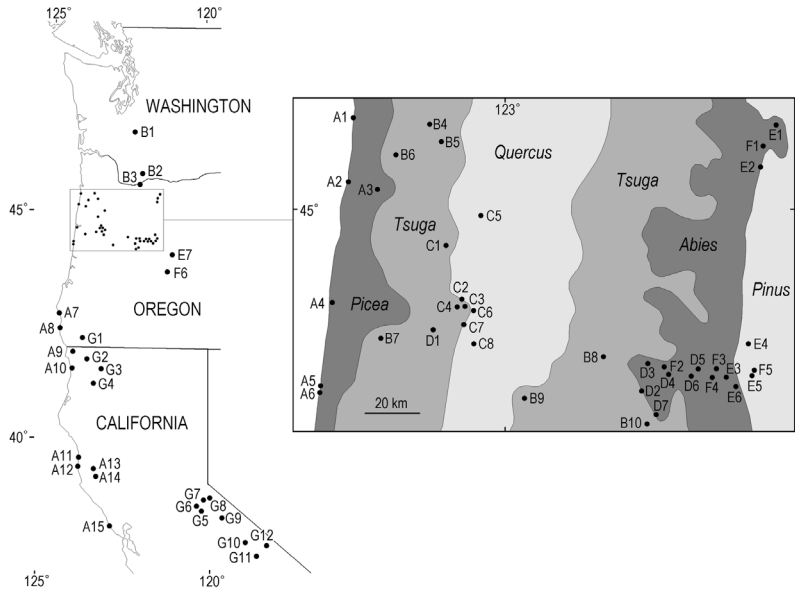 125° 120°
WASHINGTON
B1
B2
B3
45°
E7
F6
OREGON
A7
A8
G1
A9
G2
A10
G3
G4
CALIFORNIA
40°
A11
A12
A13
A14
A15
G7
G6
G8
G5
G9
G10
G12
G11
125° 120°
123°
A1
B4
B5
B6
Quercus
E1
F1
E2
A2
A3
Tsuga
45°
C5
Tsuga
C1
Abies
C2
C3
C4
C6
Pinus
A4
Picea
C7
D1
B7
C8
E4
B8
D3
F2
D5
F3
E3
F5
D4
D6
F4
E5
A5
A6
20 km
B9
D2
E6
D7
B10